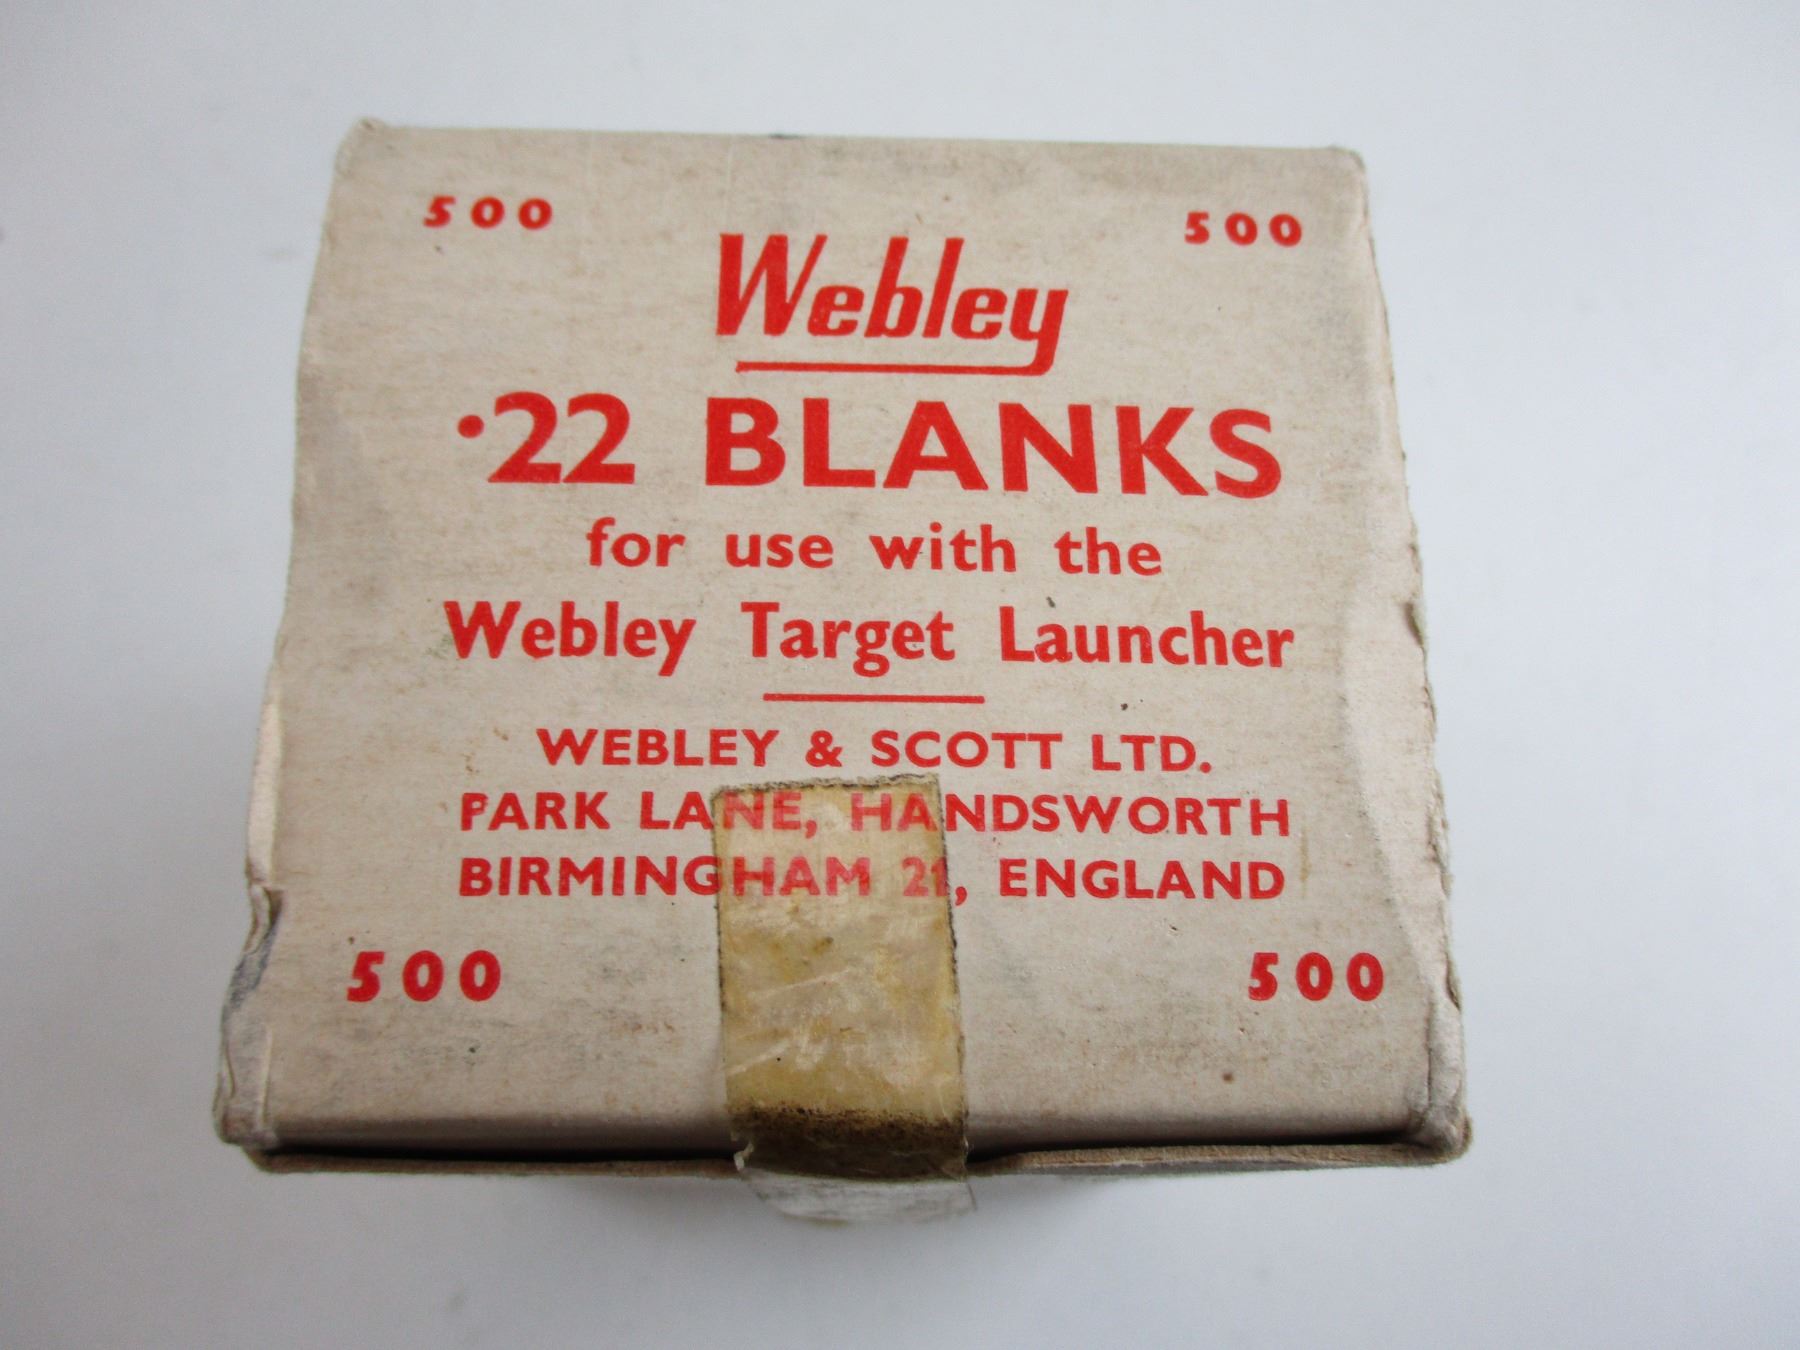 500 500
Webley
.22 BLANKS
for use with the
Webley Target Launcher
WEBLEY & SCOTT LTD.
PARK LANE, HANDSWORTH
BIRMINGHAM 21, ENGLAND
500 500